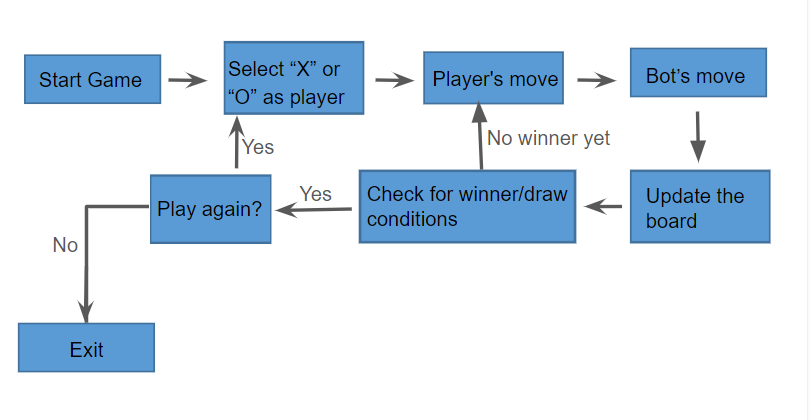 Start Game
Select “X” or
“O” as player
Player's move
Bot’s move
Yes
No winner yet
Play again?
Yes
Check for winner/draw
conditions
Update the
board
No
Exit